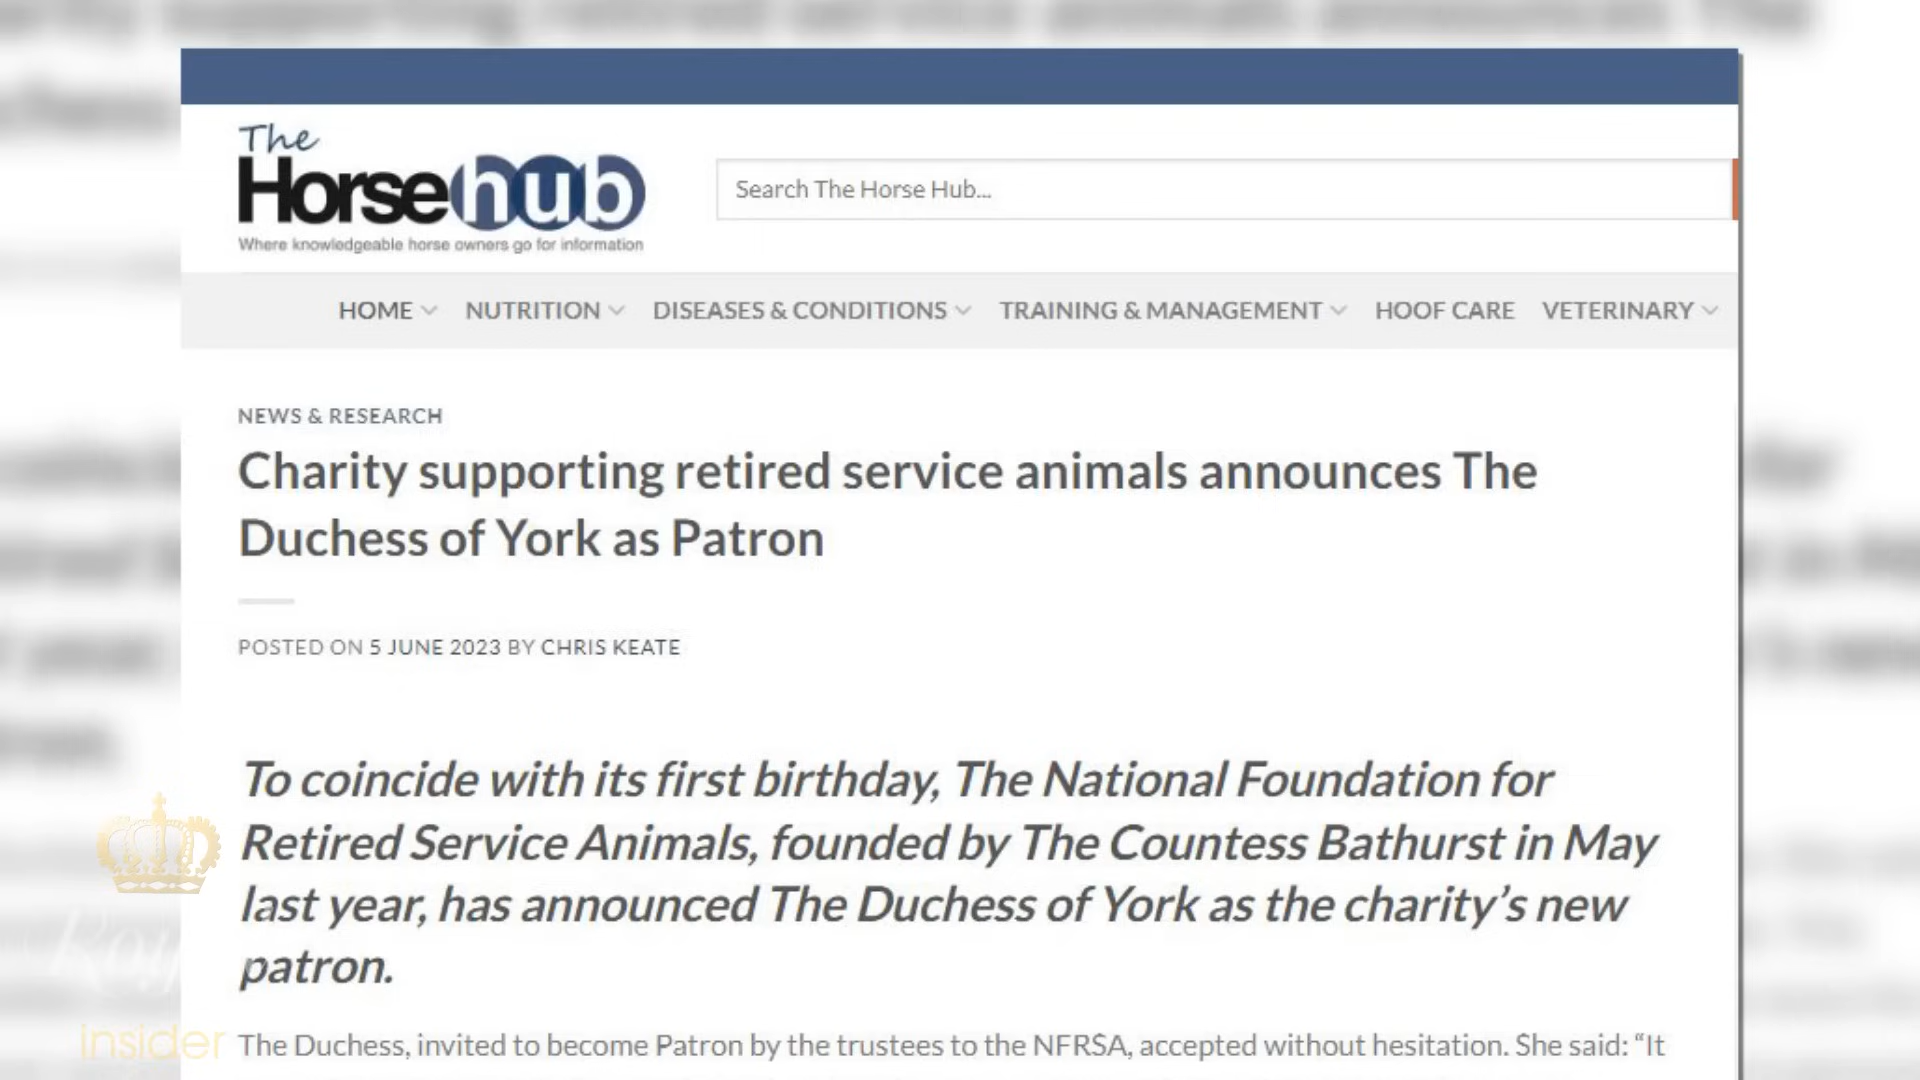 The
Horsehub
Where knowledgeable horse owners go for information
Search The Horse Hub...
HOME NUTRITION DISEASES & CONDITIONS TRAINING & MANAGEMENT HOOF CARE VETERINARY
NEWS & RESEARCH
Charity supporting retired service animals announces The
Duchess of York as Patron
POSTED ON 5 JUNE 2023 BY CHRIS KEATE
To coincide with its first birthday, The National Foundation for
Retired Service Animals, founded by The Countess Bathurst in May
last year, has announced The Duchess of York as the charity’s new
patron.
insider
The Duchess, invited to become Patron by the trustees to the NFRSA, accepted without hesitation. She said: “It